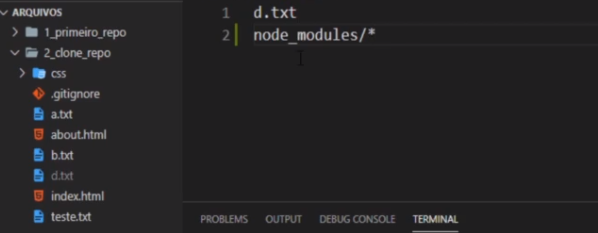 ARQUIVOS
1_primeiro_repo
2_clone_repo
css
.gitignore
a.txt
about.html
b.txt
d.txt
index.html
teste.txt
1 d.txt
2 node_modules/*
PROBLEMS OUTPUT DEBUG CONSOLE TERMINAL